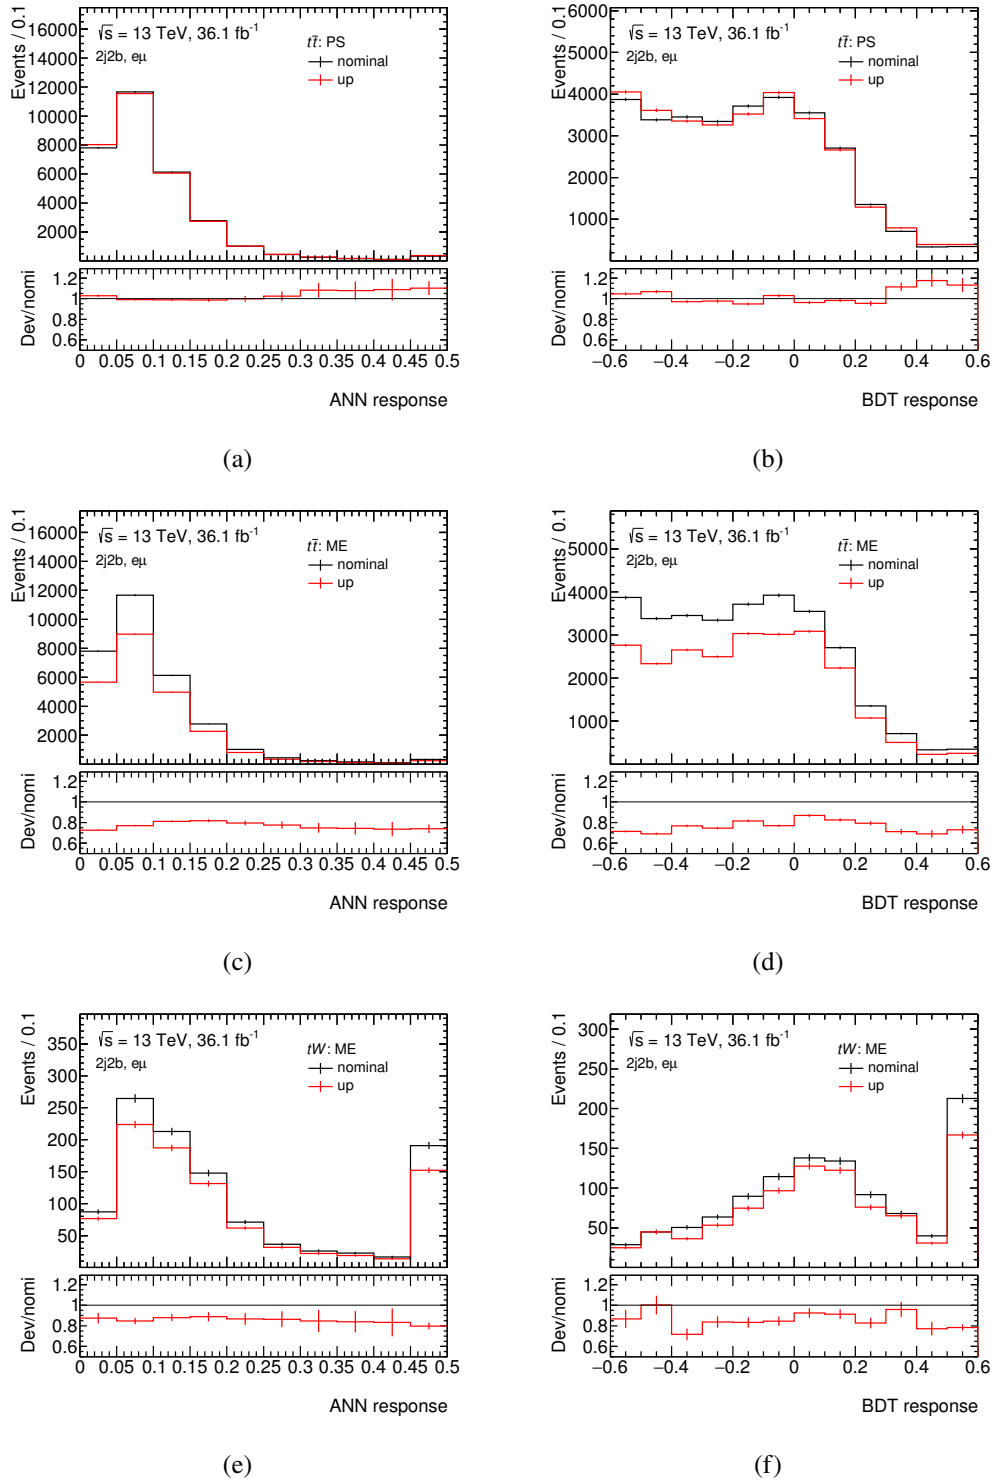 Events / 0.1
16000
14000
12000
10000
8000
6000
4000
2000
√s = 13 TeV, 36.1 fb⁻¹
2j2b, eμ
tt̄: PS
nominal
up
Dev/nomi
1.2
1
0.8
0.6
0 0.05 0.1 0.15 0.2 0.25 0.3 0.35 0.4 0.45 0.5
ANN response
(a)
Events / 0.1
6000
5000
4000
3000
2000
1000
√s = 13 TeV, 36.1 fb⁻¹
2j2b, eμ
tt̄: PS
nominal
up
Dev/nomi
1.2
1
0.8
0.6
−0.6 −0.4 −0.2 0 0.2 0.4 0.6
BDT response
(b)
Events / 0.1
16000
14000
12000
10000
8000
6000
4000
2000
√s = 13 TeV, 36.1 fb⁻¹
2j2b, eμ
tt̄: ME
nominal
up
Dev/nomi
1.2
1
0.8
0.6
0 0.05 0.1 0.15 0.2 0.25 0.3 0.35 0.4 0.45 0.5
ANN response
(c)
Events / 0.1
5000
4000
3000
2000
1000
√s = 13 TeV, 36.1 fb⁻¹
2j2b, eμ
tt̄: ME
nominal
up
Dev/nomi
1.2
1
0.8
0.6
−0.6 −0.4 −0.2 0 0.2 0.4 0.6
BDT response
(d)
Events / 0.1
350
300
250
200
150
100
50
√s = 13 TeV, 36.1 fb⁻¹
2j2b, eμ
tW: ME
nominal
up
Dev/nomi
1.2
1
0.8
0.6
0 0.05 0.1 0.15 0.2 0.25 0.3 0.35 0.4 0.45 0.5
ANN response
(e)
Events / 0.1
300
250
200
150
100
50
√s = 13 TeV, 36.1 fb⁻¹
2j2b, eμ
tW: ME
nominal
up
Dev/nomi
1.2
1
0.8
0.6
−0.6 −0.4 −0.2 0 0.2 0.4 0.6
BDT response
(f)